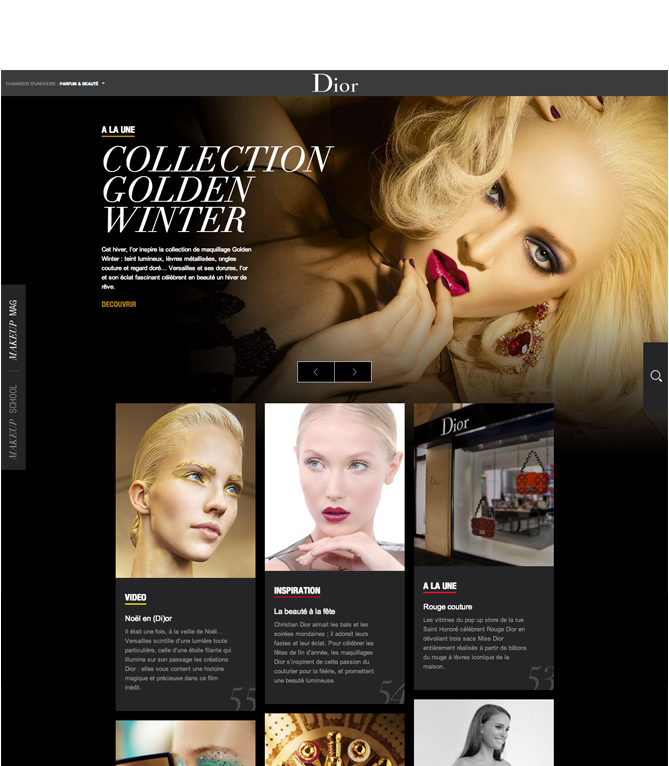 CHANGER D'UNIVERS : PARFUM & BEAUTÉ
Dior
A LA UNE
COLLECTION
GOLDEN
WINTER
Cet hiver, l'or inspire la collection de maquillage Golden
Winter : teint lumineux, lèvres métallisées, ongles
couture et regard doré… Versailles et ses dorures, l'or
et son éclat fascinant célèbrent en beauté un hiver de
rêve.
DECOUVRIR
MAKEUP MAG
MAKEUP SCHOOL
VIDEO
Noël en (Di)or
Il était une fois, à la veille de Noël…
Versailles scintille d'une lumière toute
particulière, celle d'une étoile filante qui
illumine sur son passage les créations
Dior : elles vous content une histoire
magique et précieuse dans ce film
inédit.
55
INSPIRATION
La beauté à la fête
Christian Dior aimait les bals et les
soirées mondaines ; il adorait leurs
fastes et leur éclat. Pour célébrer les
fêtes de fin d'année, les maquillages
Dior s'inspirent de cette passion du
couturier pour la féérie, et promettent
une beauté lumineuse.
54
Dior
A LA UNE
Rouge couture
Les vitrines du pop up store de la rue
Saint Honoré célèbrent Rouge Dior en
dévoilant trois sacs Miss Dior
entièrement réalisés à partir de bâtons
du rouge à lèvres iconique de la
maison.
53